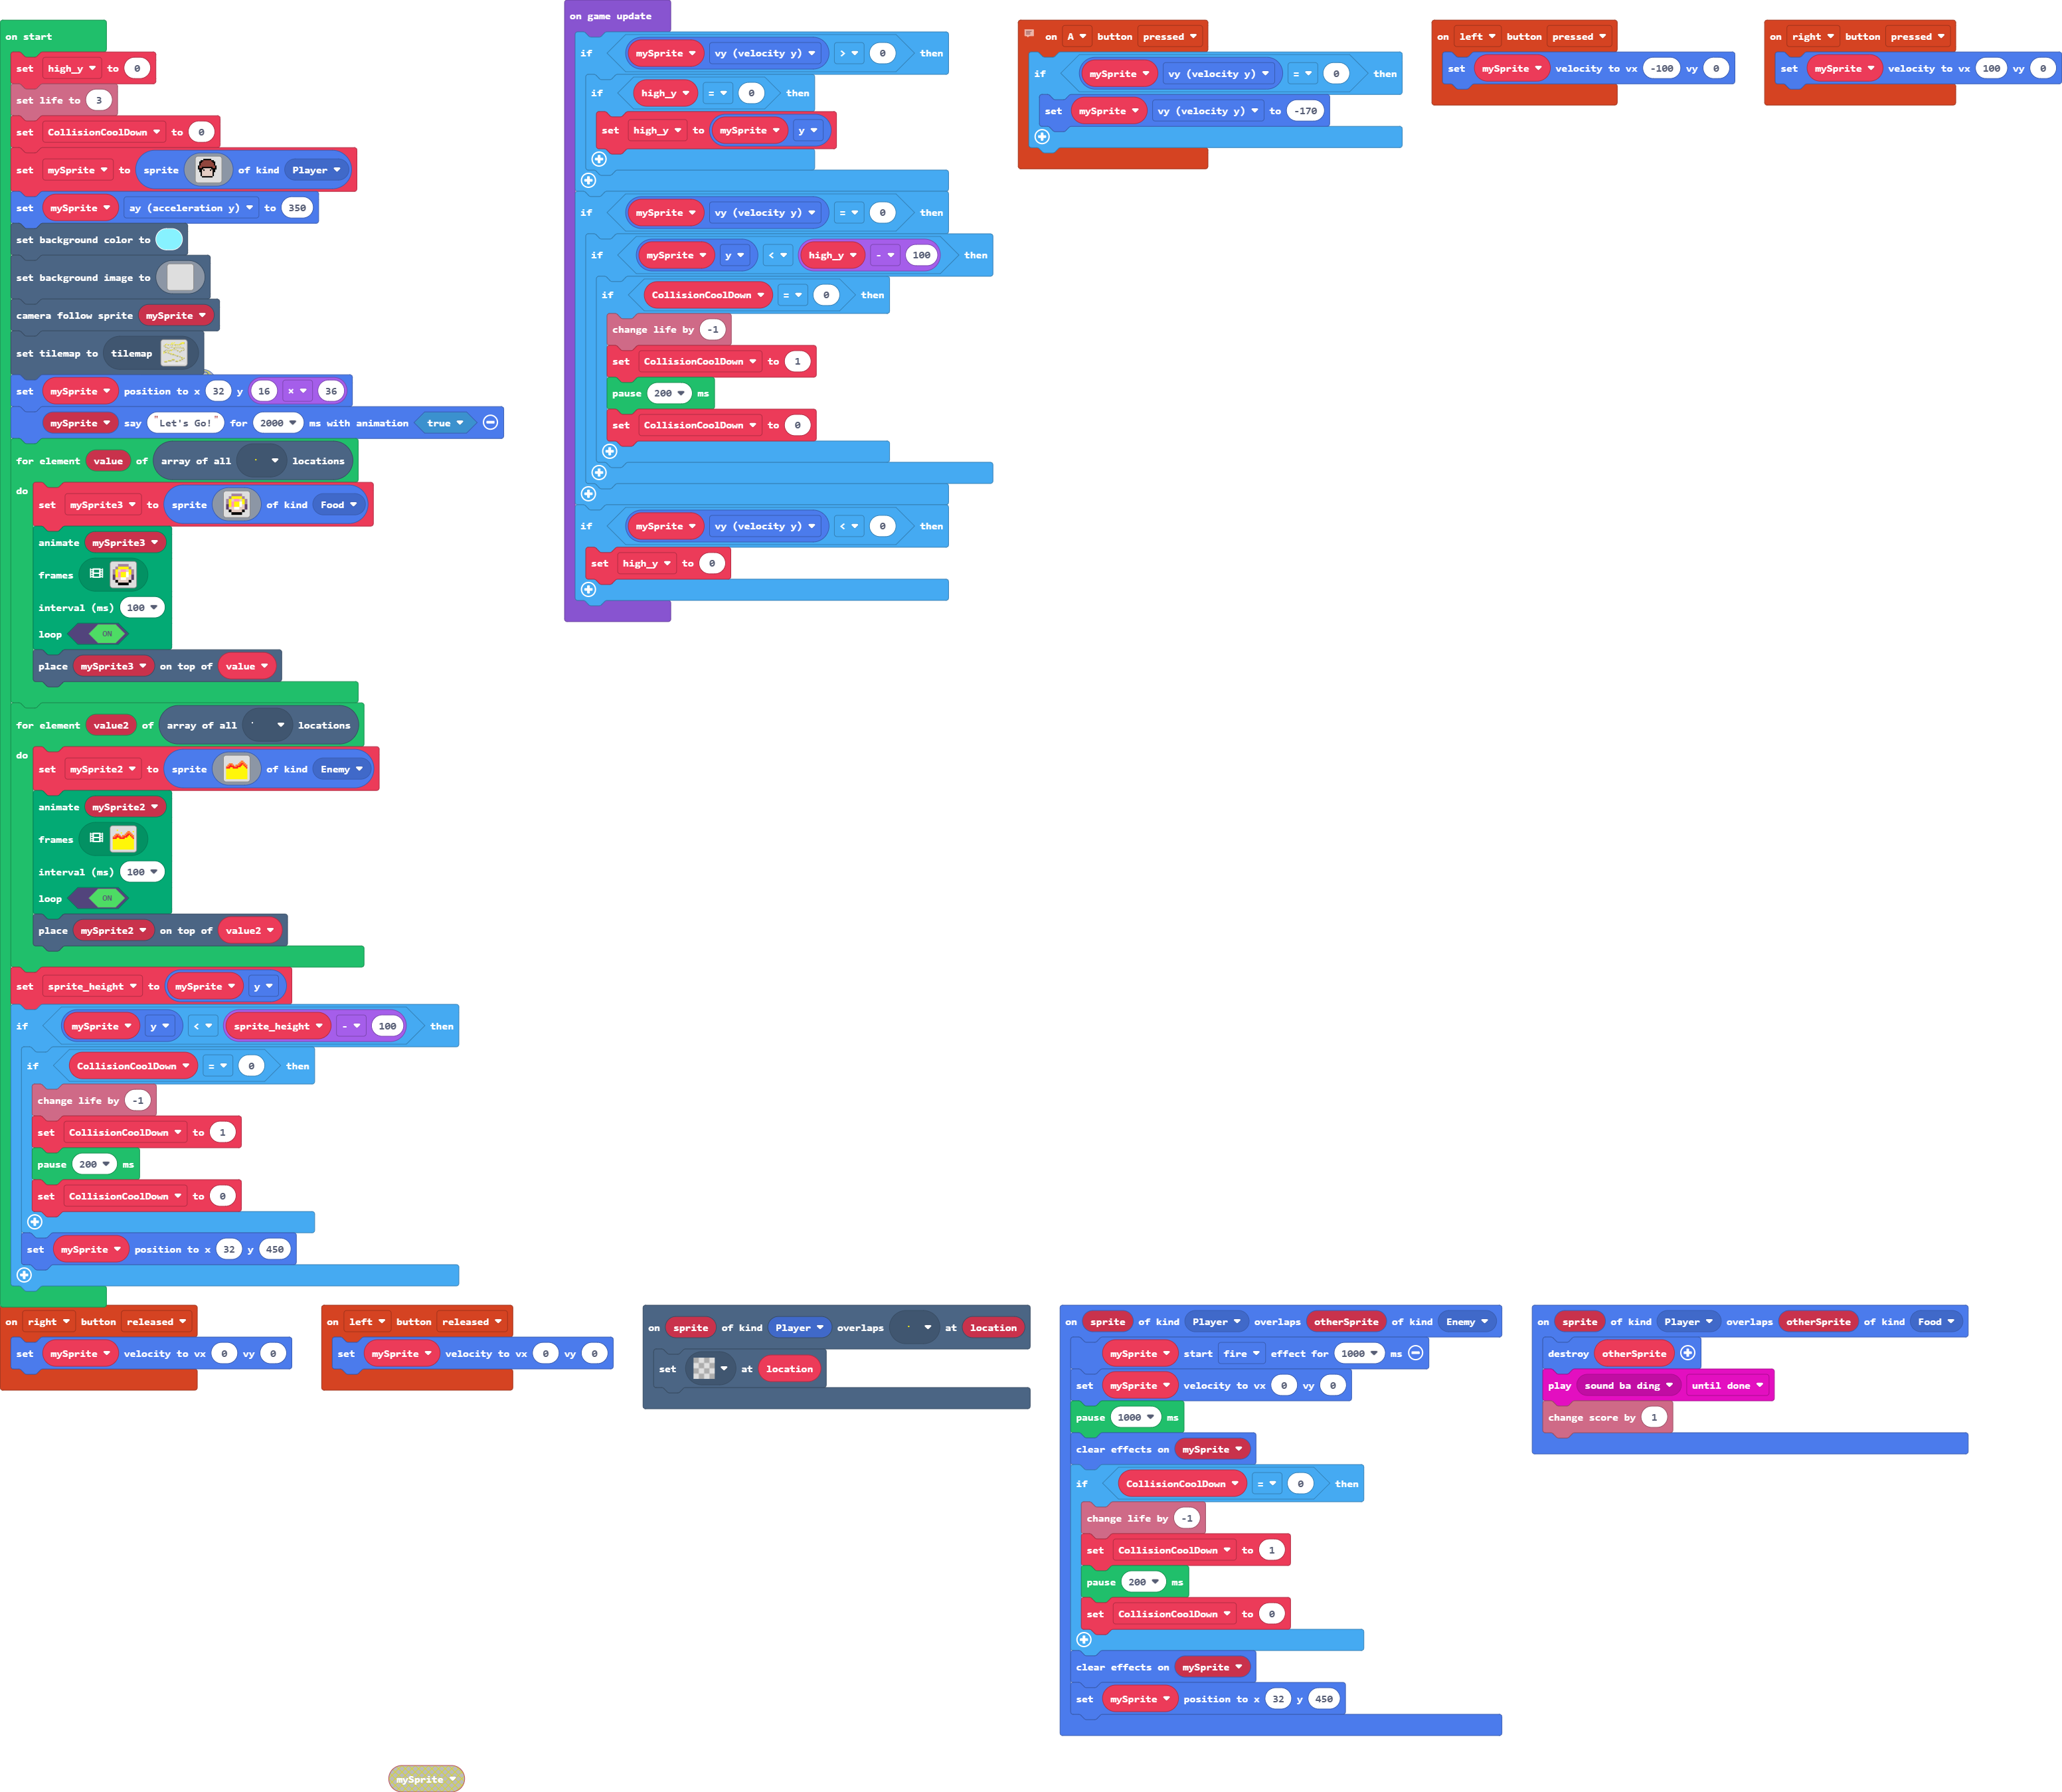 on start
set high_y to 0
set life to 3
set CollisionCoolDown to 0
set mySprite to sprite of kind Player
set mySprite ay (acceleration y) to 350
set background color to
set background image to
camera follow sprite mySprite
set tilemap to tilemap
set mySprite position to x 32 y 16 × 36
mySprite say "Let's Go!" for 2000 ms with animation true
for element value of array of all locations
do
set mySprite3 to sprite of kind Food
animate mySprite3
frames
interval (ms) 100
loop ON
place mySprite3 on top of value
for element value2 of array of all locations
do
set mySprite2 to sprite of kind Enemy
animate mySprite2
frames
interval (ms) 100
loop ON
place mySprite2 on top of value2
set sprite_height to mySprite y
if mySprite y < sprite_height - 100 then
if CollisionCoolDown = 0 then
change life by -1
set CollisionCoolDown to 1
pause 200 ms
set CollisionCoolDown to 0
set mySprite position to x 32 y 450
on game update
if mySprite vy (velocity y) > 0 then
if high_y = 0 then
set high_y to mySprite y
if mySprite vy (velocity y) = 0 then
if mySprite y < high_y - 100 then
if CollisionCoolDown = 0 then
change life by -1
set CollisionCoolDown to 1
pause 200 ms
set CollisionCoolDown to 0
if mySprite vy (velocity y) < 0 then
set high_y to 0
on A button pressed
if mySprite vy (velocity y) = 0 then
set mySprite vy (velocity y) to -170
on left button pressed
set mySprite velocity to vx -100 vy 0
on right button pressed
set mySprite velocity to vx 100 vy 0
on right button released
set mySprite velocity to vx 0 vy 0
on left button released
set mySprite velocity to vx 0 vy 0
on sprite of kind Player overlaps at location
set at location
on sprite of kind Player overlaps otherSprite of kind Enemy
mySprite start fire effect for 1000 ms
set mySprite velocity to vx 0 vy 0
pause 1000 ms
clear effects on mySprite
if CollisionCoolDown = 0 then
change life by -1
set CollisionCoolDown to 1
pause 200 ms
set CollisionCoolDown to 0
clear effects on mySprite
set mySprite position to x 32 y 450
on sprite of kind Player overlaps otherSprite of kind Food
destroy otherSprite
play sound ba ding until done
change score by 1
mySprite